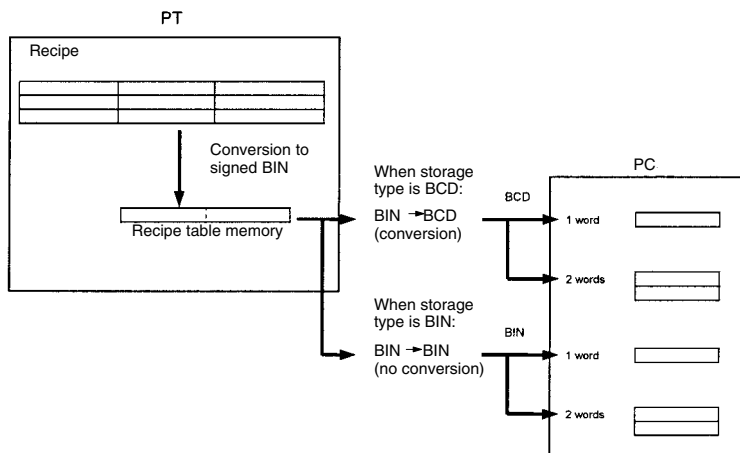 PT
Recipe
Conversion to
signed BIN
Recipe table memory
When storage
type is BCD:
BIN → BCD
(conversion)
BCD
PC
1 word
2 words
When storage
type is BIN:
BIN → BIN
(no conversion)
BIN
1 word
2 words